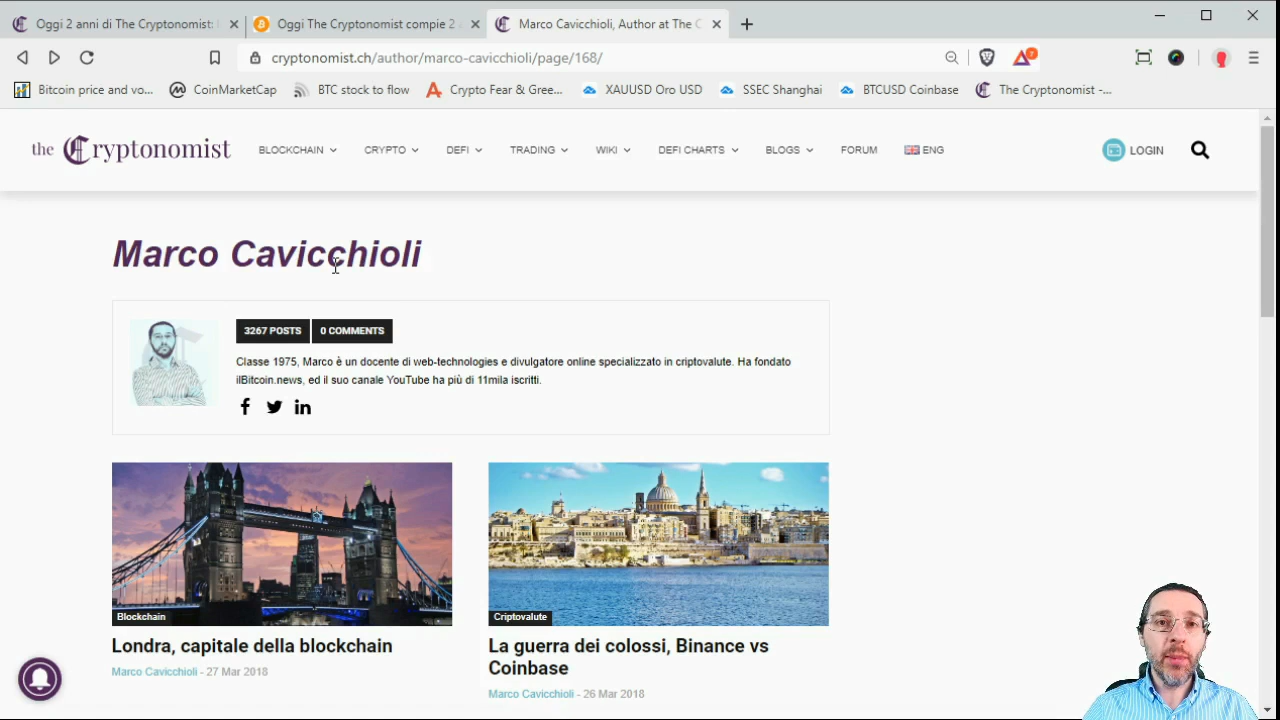 Oggi 2 anni di The Cryptonomist:
Oggi The Cryptonomist compie 2
Marco Cavicchioli, Author at The C
cryptonomist.ch/author/marco-cavicchioli/page/168/
Bitcoin price and vo...
CoinMarketCap
BTC stock to flow
Crypto Fear & Gree...
XAUUSD Oro USD
SSEC Shanghai
BTCUSD Coinbase
The Cryptonomist -...
the Cryptonomist
BLOCKCHAIN
CRYPTO
DEFI
TRADING
WIKI
DEFI CHARTS
BLOGS
FORUM
ENG
LOGIN
Marco Cavicchioli
3267 POSTS
0 COMMENTS
Classe 1975, Marco è un docente di web-technologies e divulgatore online specializzato in criptovalute. Ha fondato
ilBitcoin.news, ed il suo canale YouTube ha più di 11mila iscritti.
Blockchain
Londra, capitale della blockchain
Marco Cavicchioli - 27 Mar 2018
Criptovalute
La guerra dei colossi, Binance vs
Coinbase
Marco Cavicchioli - 26 Mar 2018